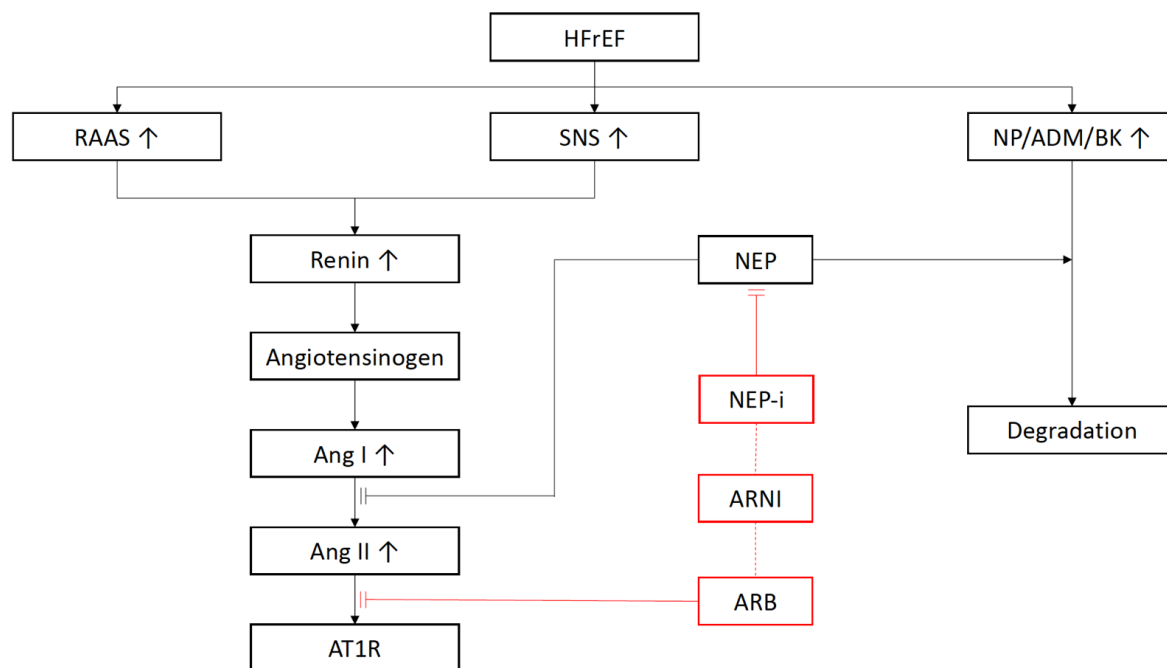 HFrEF
RAAS ↑
SNS ↑
NP/ADM/BK ↑
Renin ↑
NEP
Angiotensinogen
NEP-i
Degradation
Ang I ↑
ARNI
Ang II ↑
ARB
AT1R